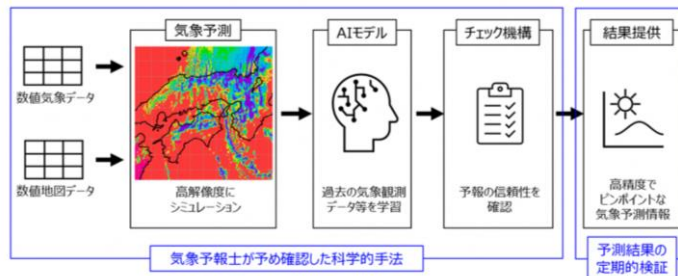 気象予測
AIモデル
チェック機構
結果提供
数値気象データ
数値地図データ
高解像度に
シミュレーション
過去の気象観測
データ等を学習
予報の信頼性を
確認
高精度で
ピンポイントな
気象予測情報
気象予報士が予め確認した科学的手法
予測結果の
定期的検証